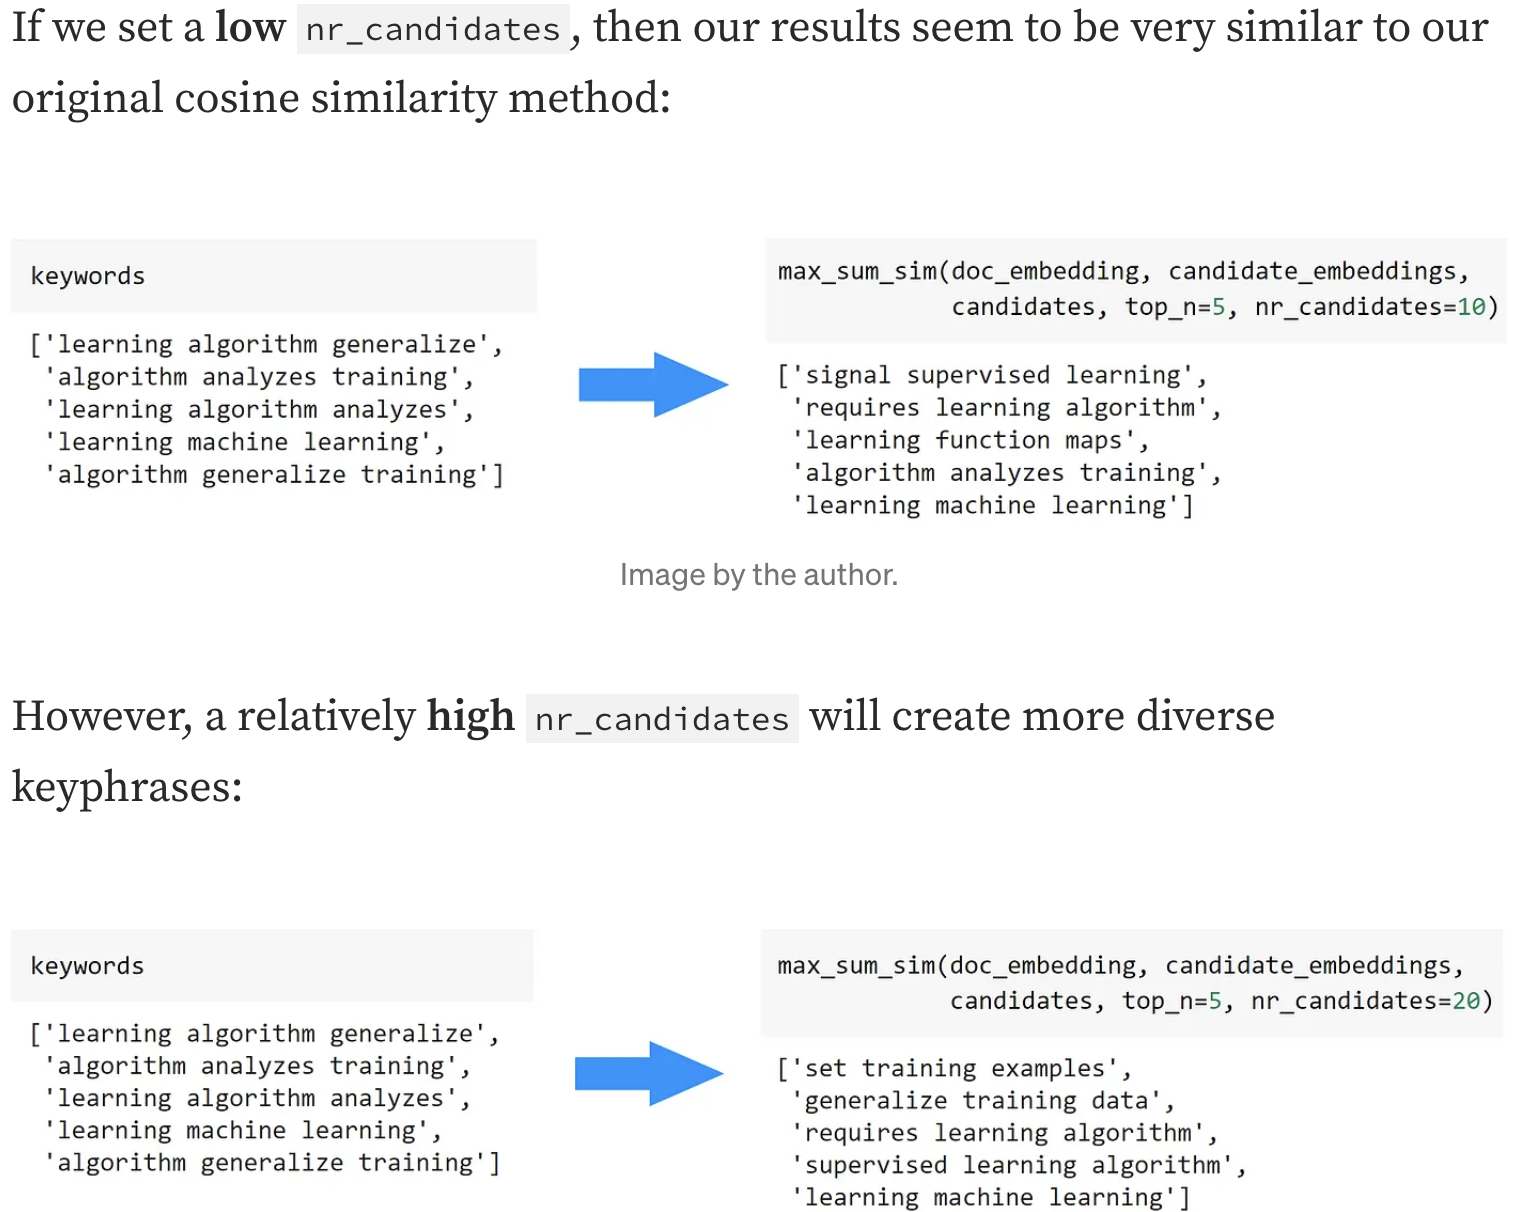 If we set a low nr_candidates, then our results seem to be very similar to our
original cosine similarity method:
keywords
['learning algorithm generalize',
'algorithm analyzes training',
'learning algorithm analyzes',
'learning machine learning',
'algorithm generalize training']
max_sum_sim(doc_embedding, candidate_embeddings,
candidates, top_n=5, nr_candidates=10)
['signal supervised learning',
'requires learning algorithm',
'learning function maps',
'algorithm analyzes training',
'learning machine learning']
Image by the author.
However, a relatively high nr_candidates will create more diverse
keyphrases:
keywords
['learning algorithm generalize',
'algorithm analyzes training',
'learning algorithm analyzes',
'learning machine learning',
'algorithm generalize training']
max_sum_sim(doc_embedding, candidate_embeddings,
candidates, top_n=5, nr_candidates=20)
['set training examples',
'generalize training data',
'requires learning algorithm',
'supervised learning algorithm',
'learning machine learning']